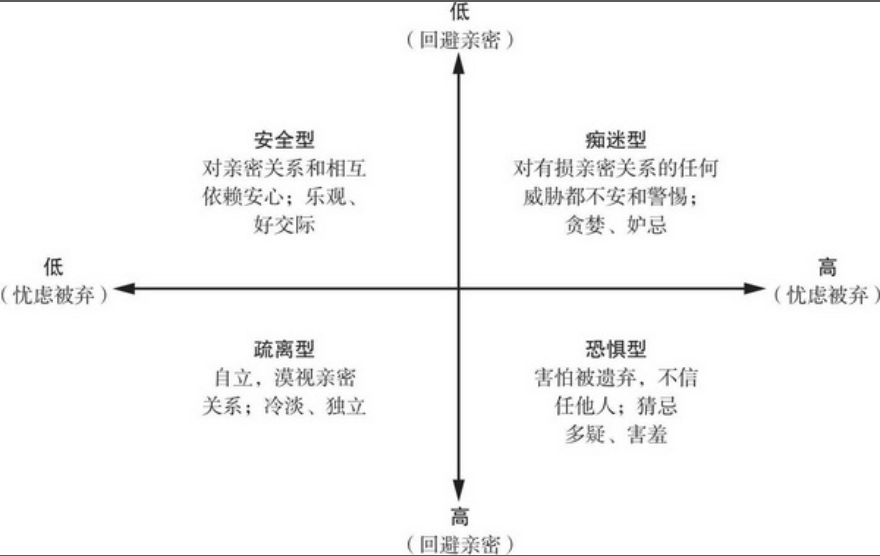 低
（回避亲密）
安全型
对亲密关系和相互
依赖安心；乐观、
好交际
痴迷型
对有损亲密关系的任何
威胁都不安和警惕；
贪婪、妒忌
低
（忧虑被弃）
高
（忧虑被弃）
疏离型
自立，漠视亲密
关系；冷淡、独立
恐惧型
害怕被遗弃，不信
任他人；猜忌
多疑、害羞
高
（回避亲密）